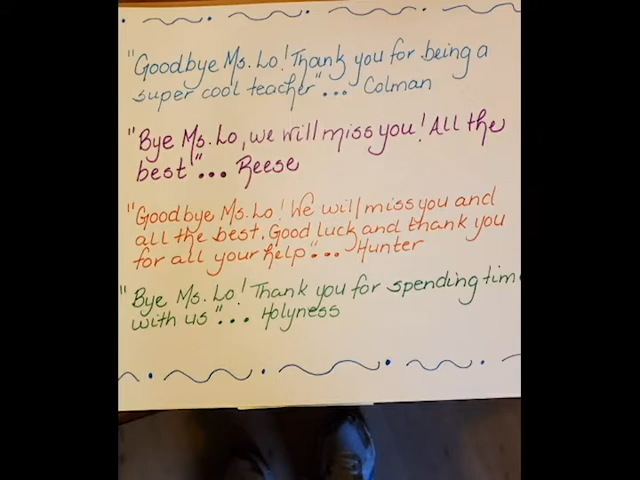 "Goodbye Ms. Lo! Thank you for being a
super cool teacher"... Colman
"Bye Ms. Lo, we will miss you! All the
best"... Reese
"Goodbye Ms. Lo! We will miss you and
all the best. Good luck and thank you
for all your help"... Hunter
"Bye Ms. Lo! Thank you for spending tim
with us"... Holyness